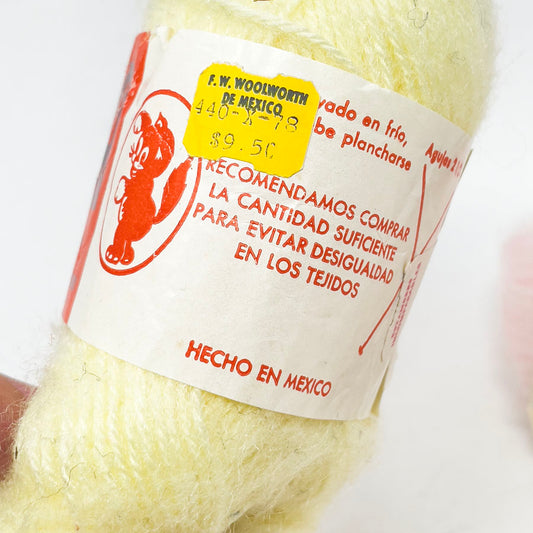 F. W. WOOLWORTH
DE MEXICO
440-X-78
$9.50
vado en frío,
be plancharse
RECOMENDAMOS COMPRAR
LA CANTIDAD SUFICIENTE
PARA EVITAR DESIGUALDAD
EN LOS TEJIDOS
HECHO EN MEXICO
Agujas